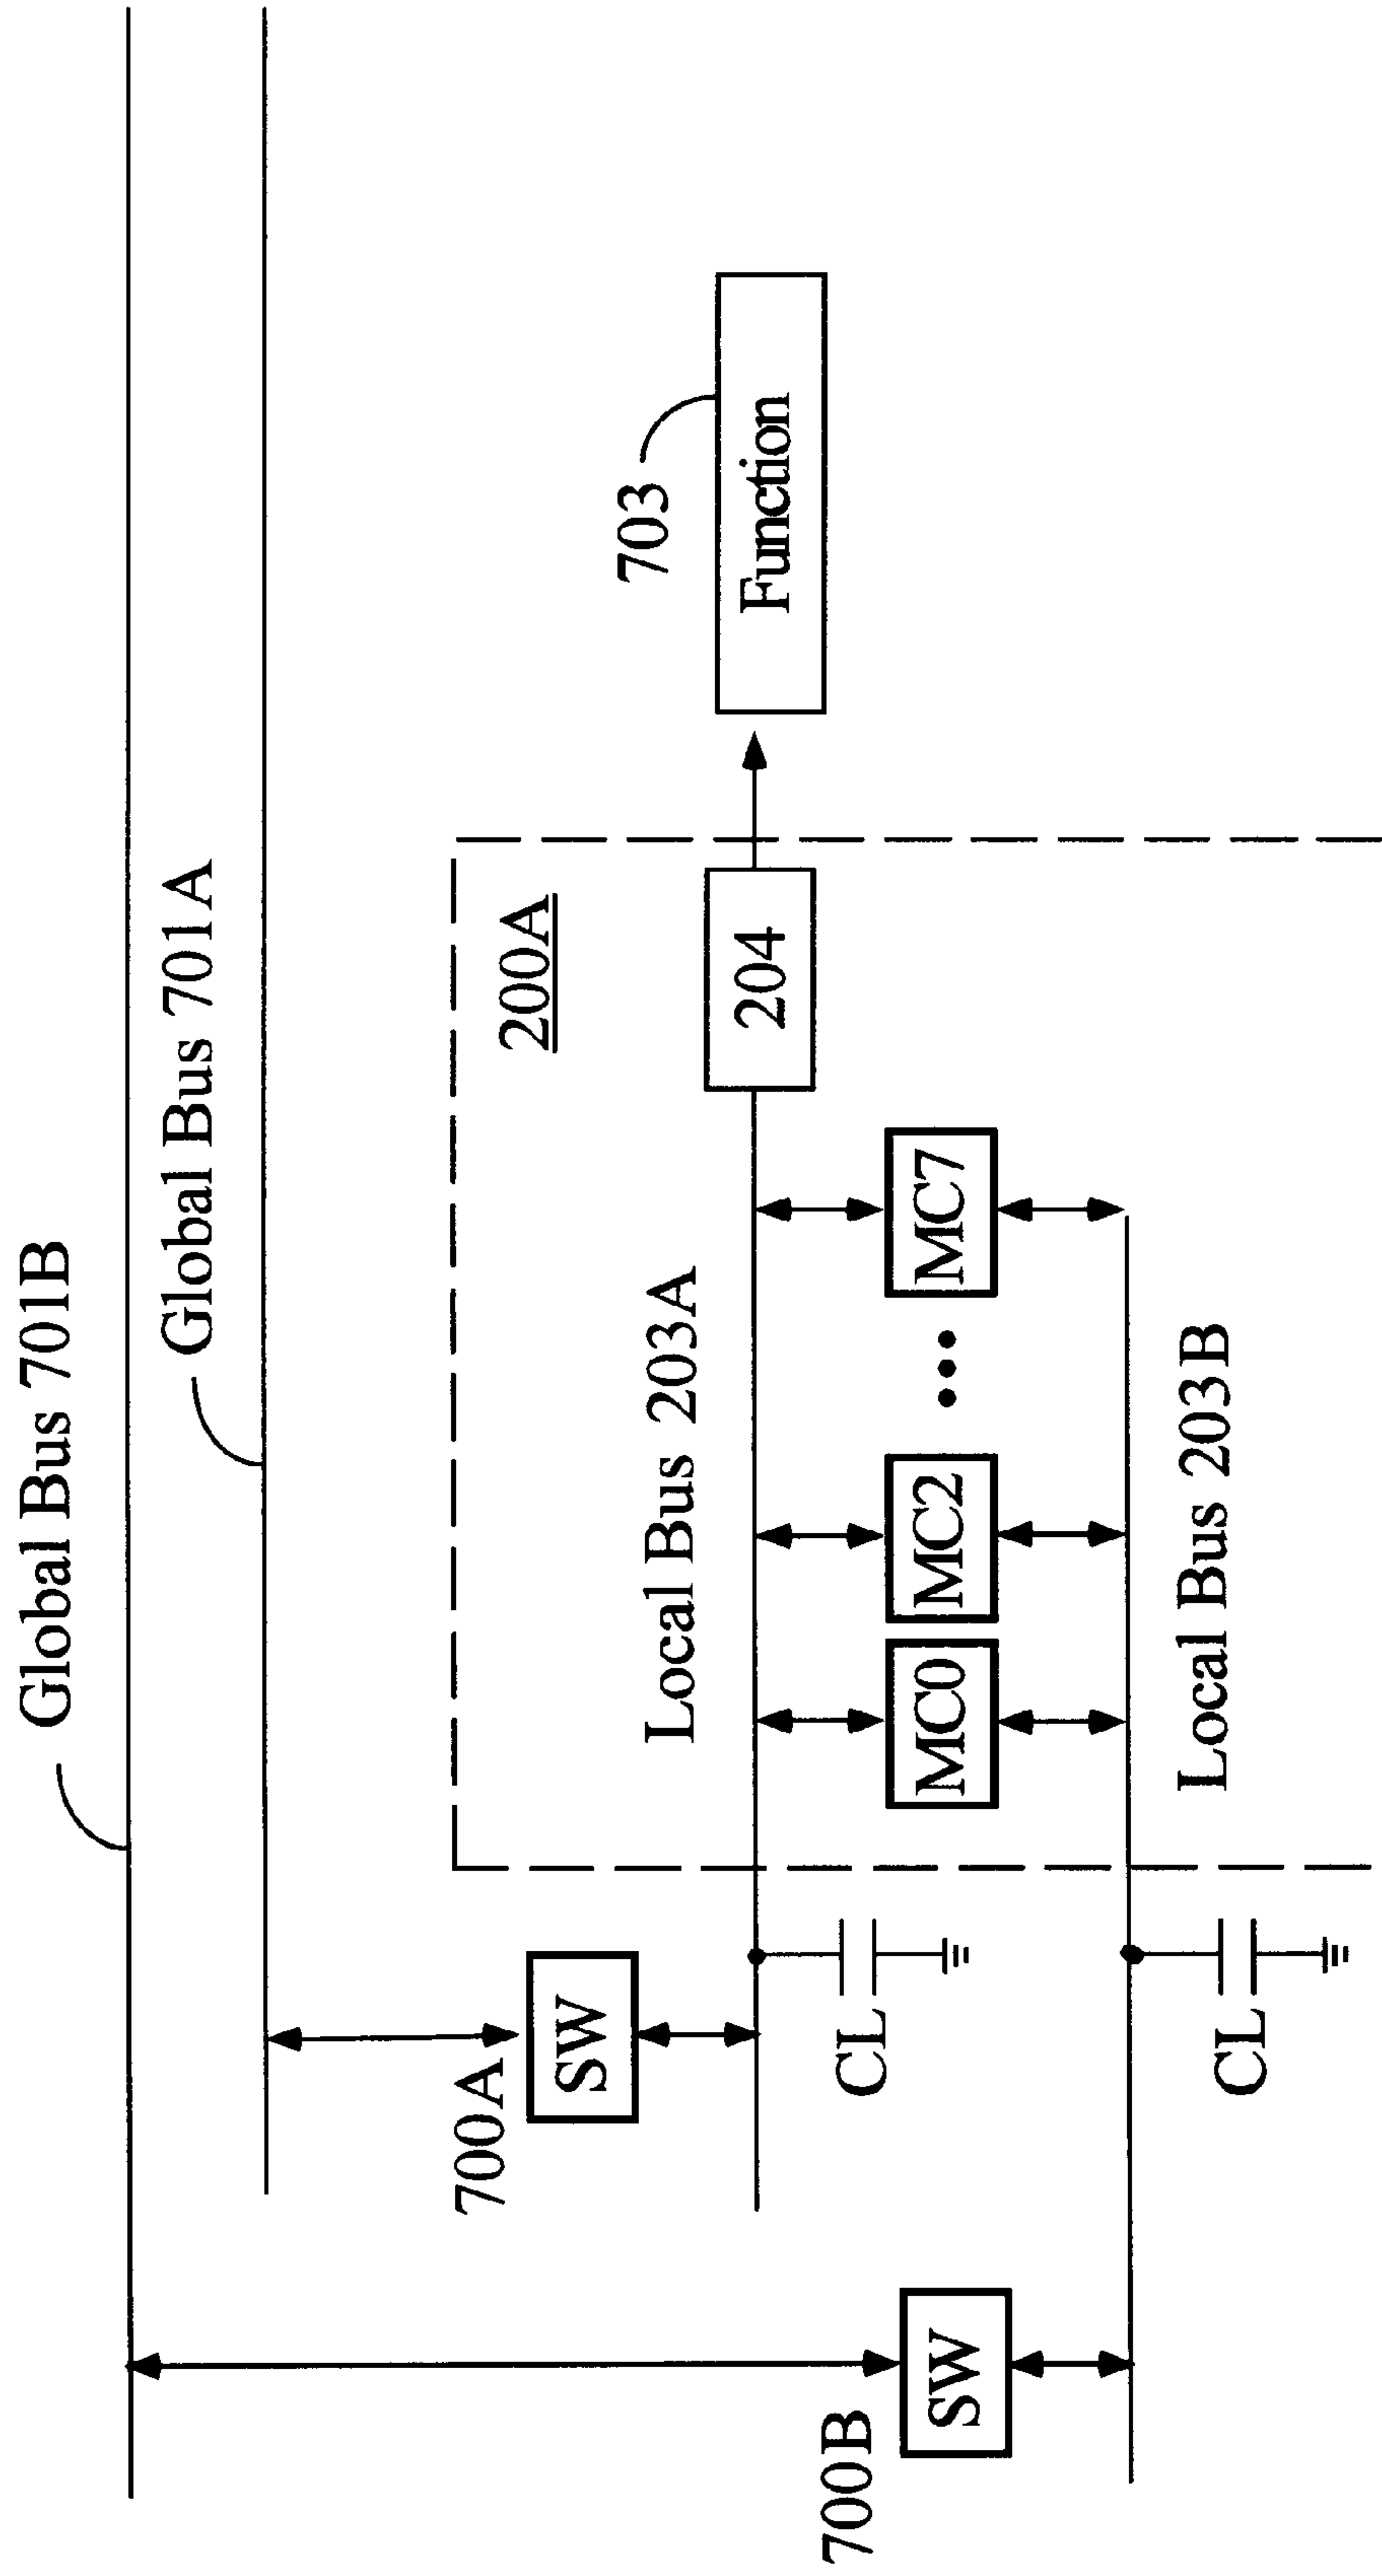 Global Bus 701B
Global Bus 701A
200A
703
Function
204
Local Bus 203A
MC0
MC2
MC7
Local Bus 203B
700A
SW
CL
700B
SW
CL